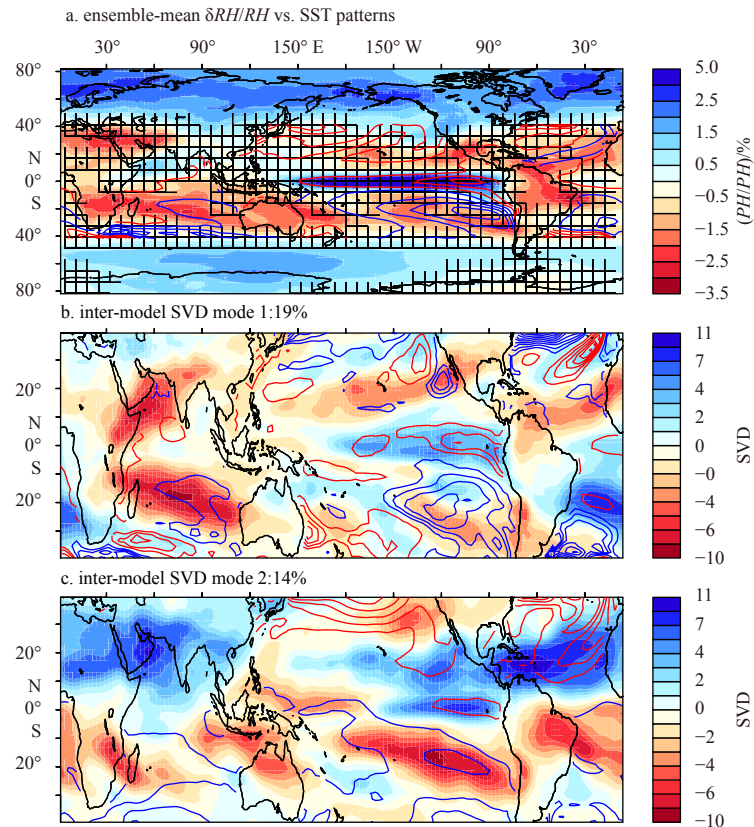 a. ensemble-mean δRH/RH vs. SST patterns
30° 90° 150° E −150° W 90° 30°
80°
40°
N
0°
S
40°
80°
5.0
2.5
1.5
0.5
−0.5
−1.5
−2.5
−3.5
(PH/PH)/%
b. inter-model SVD mode 1:19%
20°
N
0°
S
20°
11
7
4
2
0
−0
−4
−6
−10
SVD
c. inter-model SVD mode 2:14%
20°
N
0°
S
20°
11
7
4
2
0
−2
−4
−6
−10
SVD